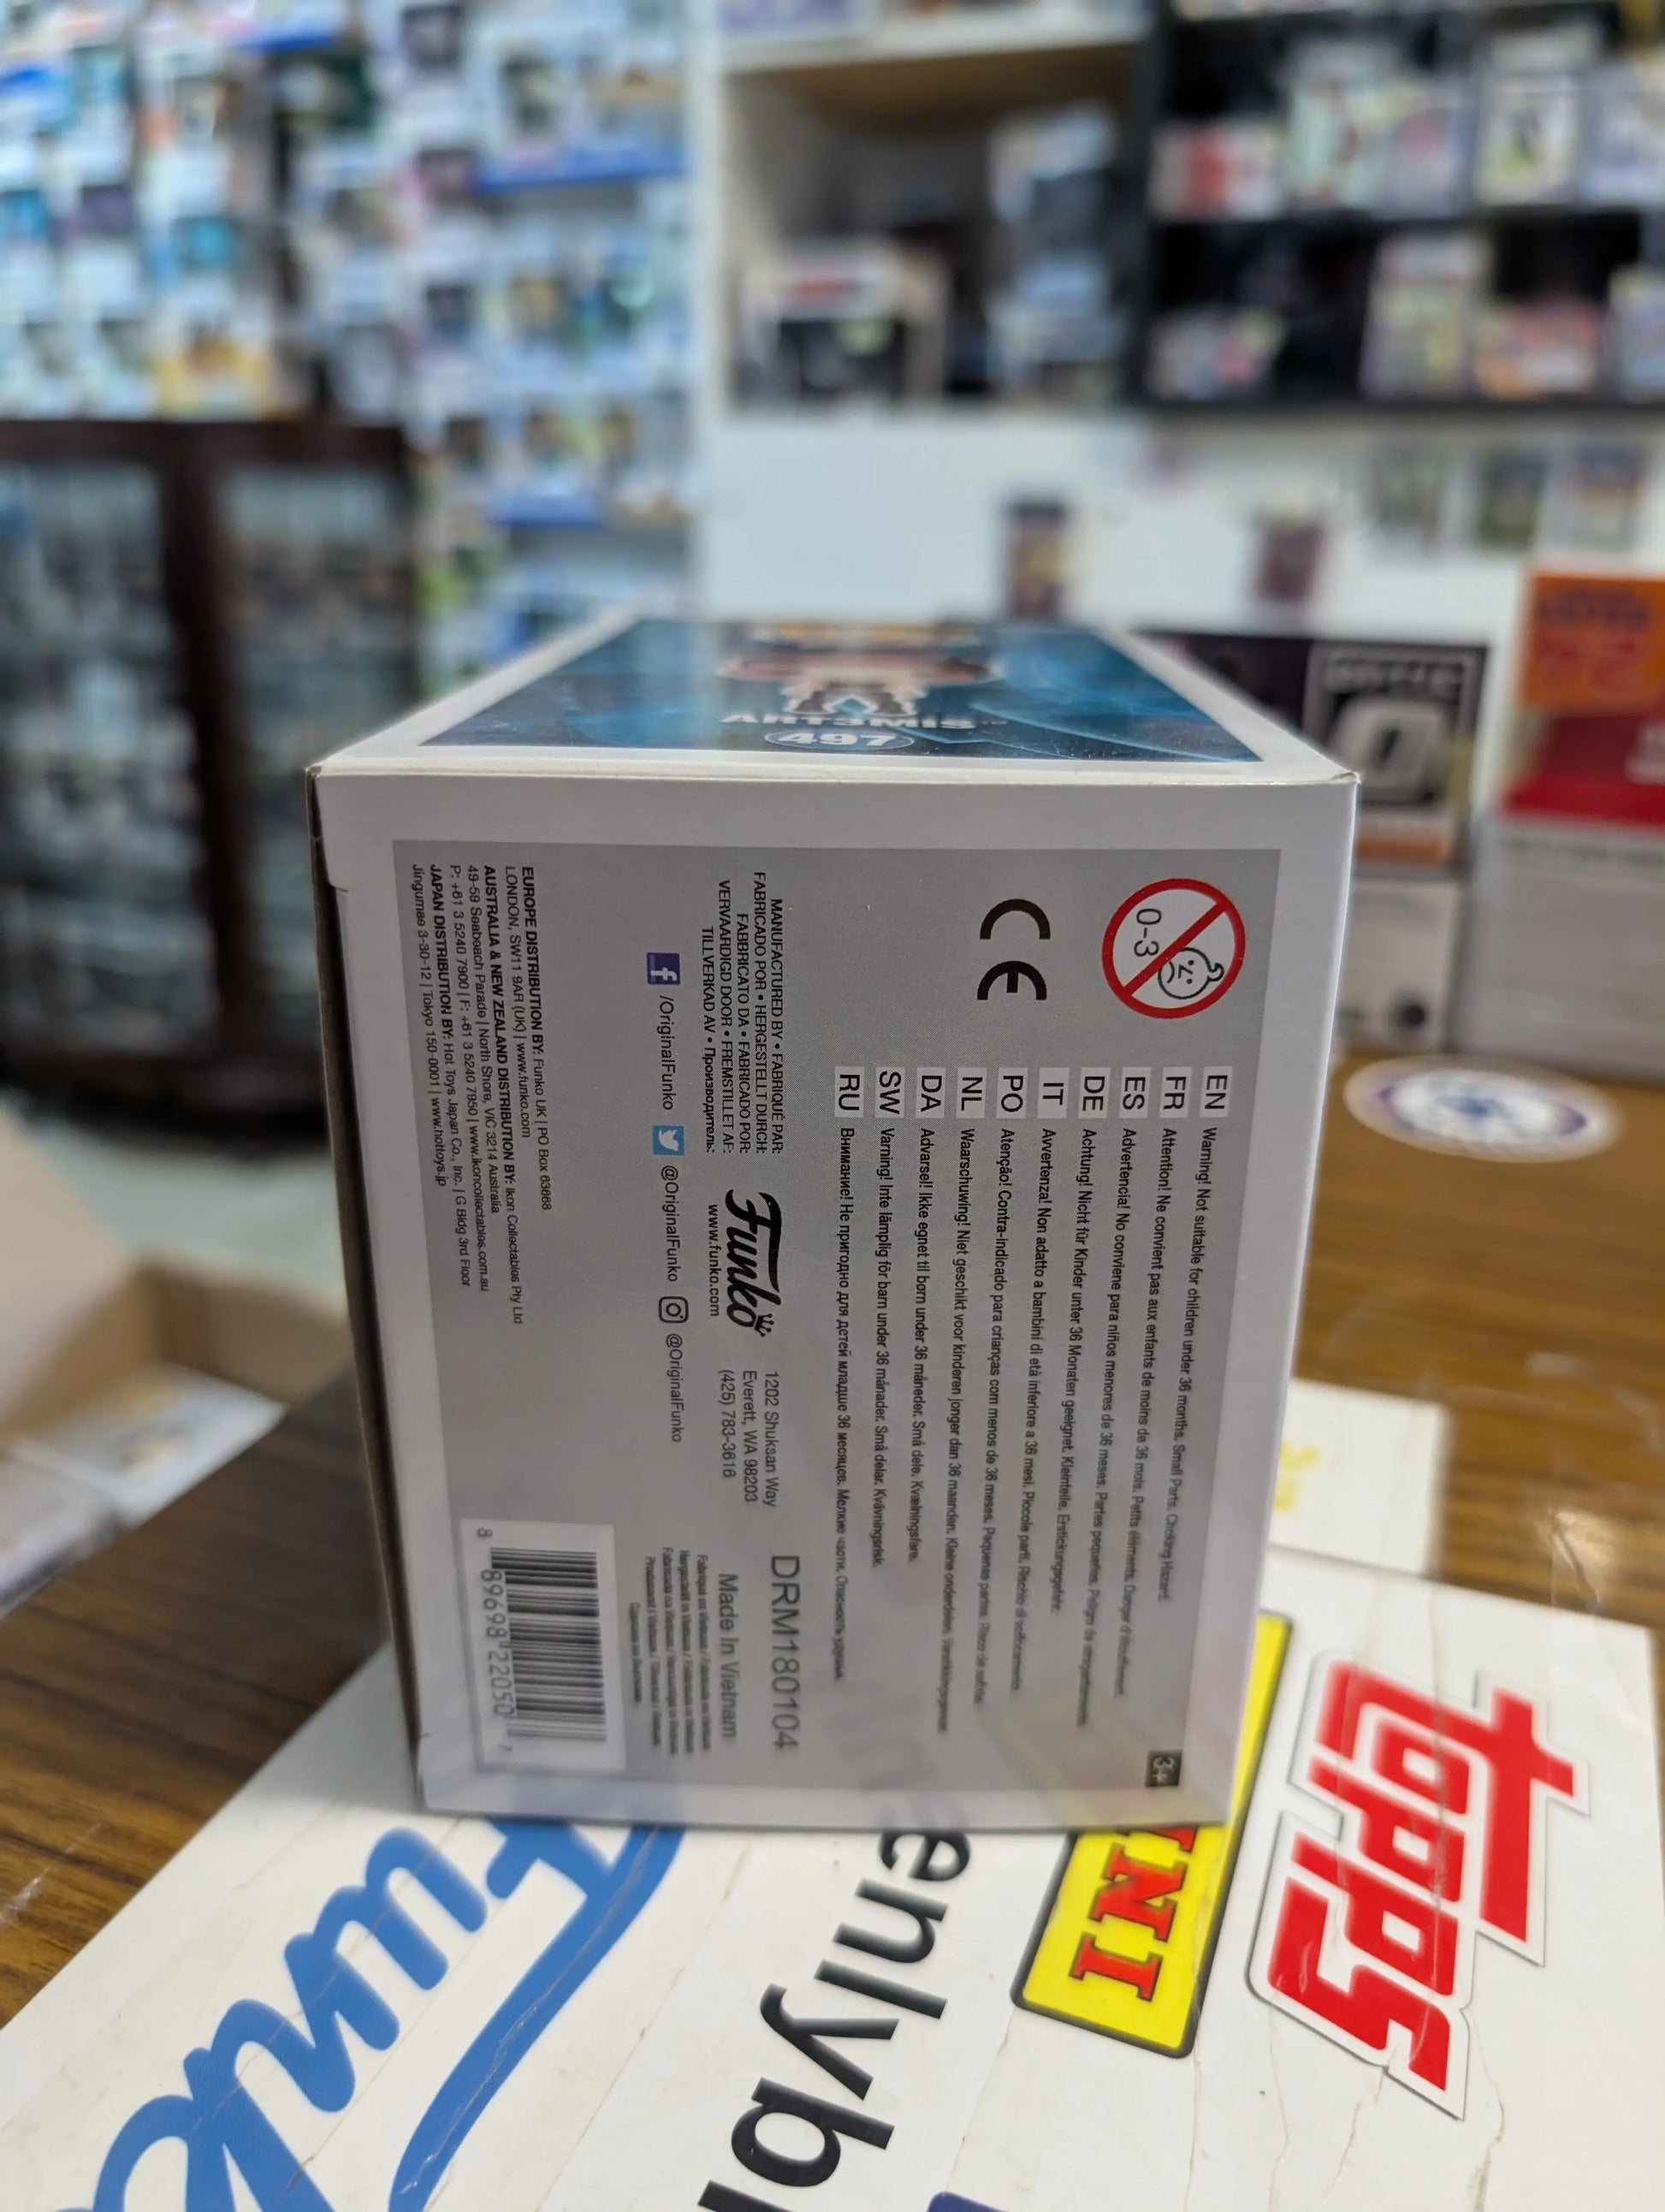 ART3MIS™
497
0-3
CE
EN Warning! Not suitable for children under 36 months. Small Parts. Choking Hazard.
FR Attention! Ne convient pas aux enfants de moins de 36 mois. Petits éléments. Danger d'étouffement.
ES Advertencia! No conviene para niños menores de 36 meses. Partes pequeñas. Peligro de
DE Achtung! Nicht für Kinder unter 36 Monaten geeignet. Kleinteile. Erstickungsgefahr.
IT Avvertenza! Non adatto a bambini di età inferiore a 36 mesi. Piccole parti. Rischio di soffocamento.
PO Atenção! Contra-indicado para crianças com menos de 36 meses. Pequenas partes. Risco de asfixia.
NL Waarschuwing! Niet geschikt voor kinderen jonger dan 36 maanden. Kleine onderdelen.
DA Advarsel! Ikke egnet til børn under 36 måneder. Små dele. Kvælningsfare.
SW Varning! Inte lämplig för barn under 36 månader. Små delar. Kvävningsrisk.
RU Внимание! Не пригодно для детей младше 36 месяцев. Мелкие части. Опасность удушья.
3+
MANUFACTURED BY • FABRIQUÉ PAR:
FABRICADO POR • HERGESTELLT DURCH:
FABBRICATO DA • FABRICADO POR:
VERVAARDIGD DOOR • FREMSTILLET AF:
TILLVERKAD AV • Производитель:
Funko
www.funko.com
1202 Shuksan Way
Everett, WA 98203
(425) 783-3616
DRM180104
Made In Vietnam
/OriginalFunko @OriginalFunko @OriginalFunko
EUROPE DISTRIBUTION BY: Funko UK | PO Box 63668
LONDON, SW11 9AR (UK) | www.funko.com
AUSTRALIA & NEW ZEALAND DISTRIBUTION BY: Ikon Collectables Pty Ltd
49-59 Seabeach Parade | North Shore, VIC 3214 Australia
P: +61 3 5240 7900 | F: +61 3 5240 7950 | www.ikoncollectables.com.au
JAPAN DISTRIBUTION BY: Hot Toys Japan Co., Inc. | G Bldg 3rd Floor
Jingumae 3-30-12 | Tokyo 150-0001 | www.hottoys.jp
8 89698 22050 7
topps
NI
enlybl
Funk